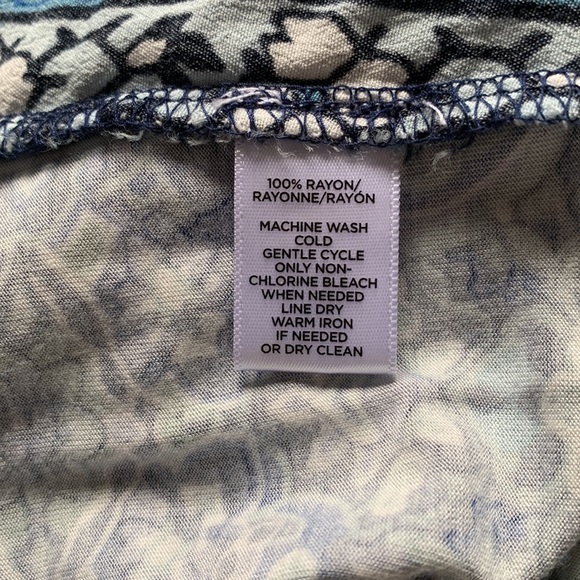 100% RAYON/
RAYONNE/RAYÓN
MACHINE WASH
COLD
GENTLE CYCLE
ONLY NON-
CHLORINE BLEACH
WHEN NEEDED
LINE DRY
WARM IRON
IF NEEDED
OR DRY CLEAN